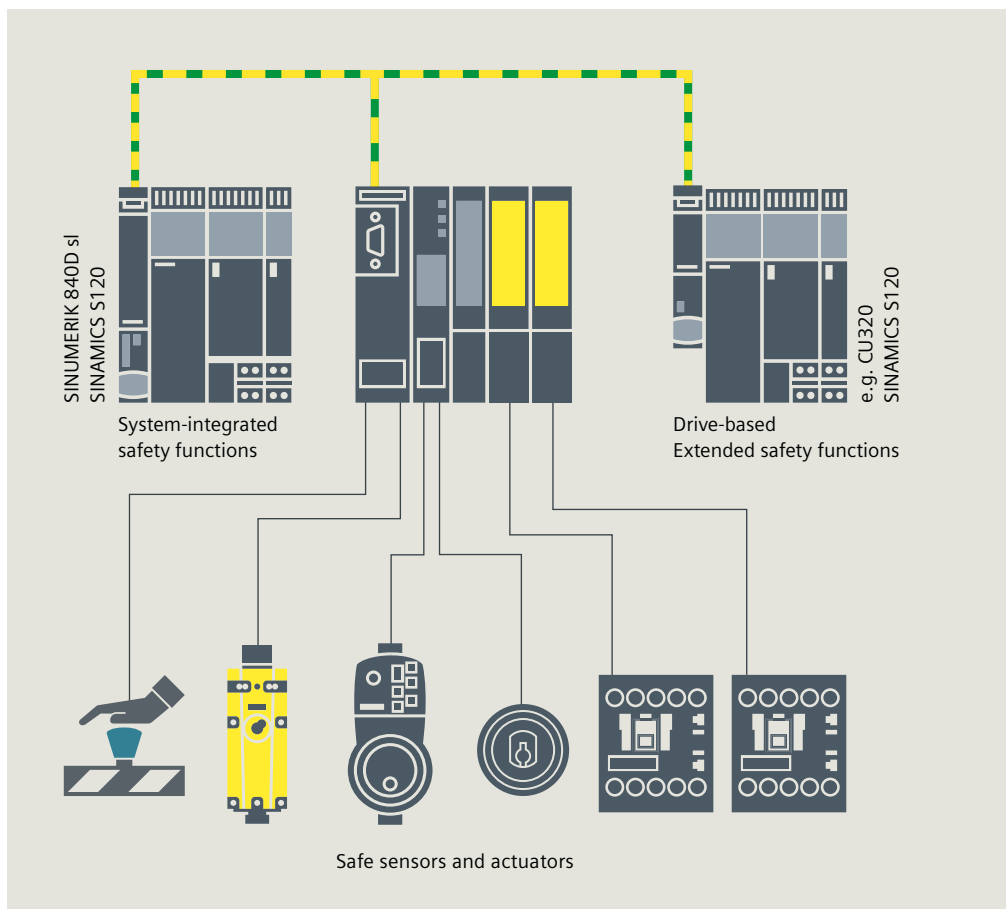 SINUMERIK 840D sl
SINAMICS S120
System-integrated
safety functions
e.g. CU320
SINAMICS S120
Drive-based
Extended safety functions
Safe sensors and actuators